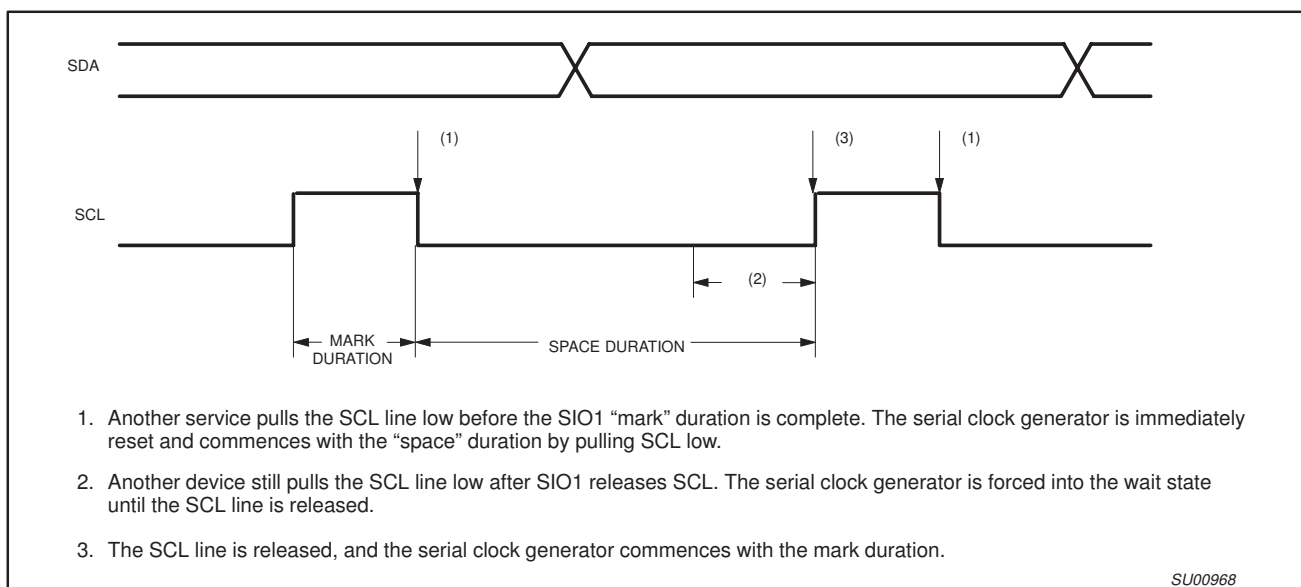 SDA
(1)
(3)
(1)
SCL
(2)
MARK
DURATION
SPACE DURATION
1. Another service pulls the SCL line low before the SIO1 “mark” duration is complete. The serial clock generator is immediately
reset and commences with the “space” duration by pulling SCL low.
2. Another device still pulls the SCL line low after SIO1 releases SCL. The serial clock generator is forced into the wait state
until the SCL line is released.
3. The SCL line is released, and the serial clock generator commences with the mark duration.
SU00968